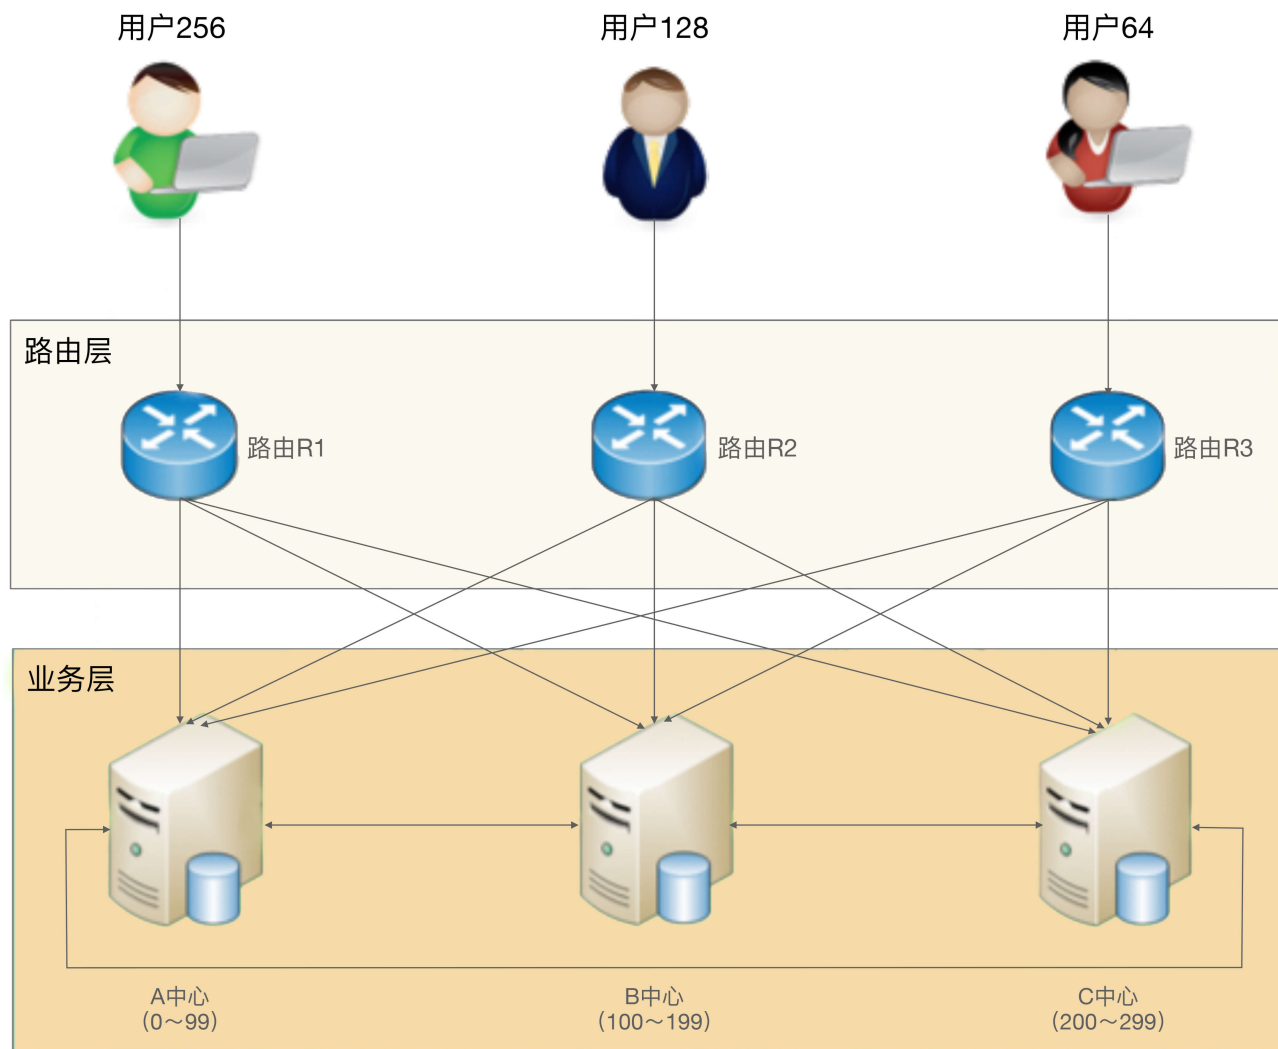 用户256
用户128
用户64
路由层
路由R1
路由R2
路由R3
业务层
A中心
(0～99)
B中心
(100～199)
C中心
(200～299)